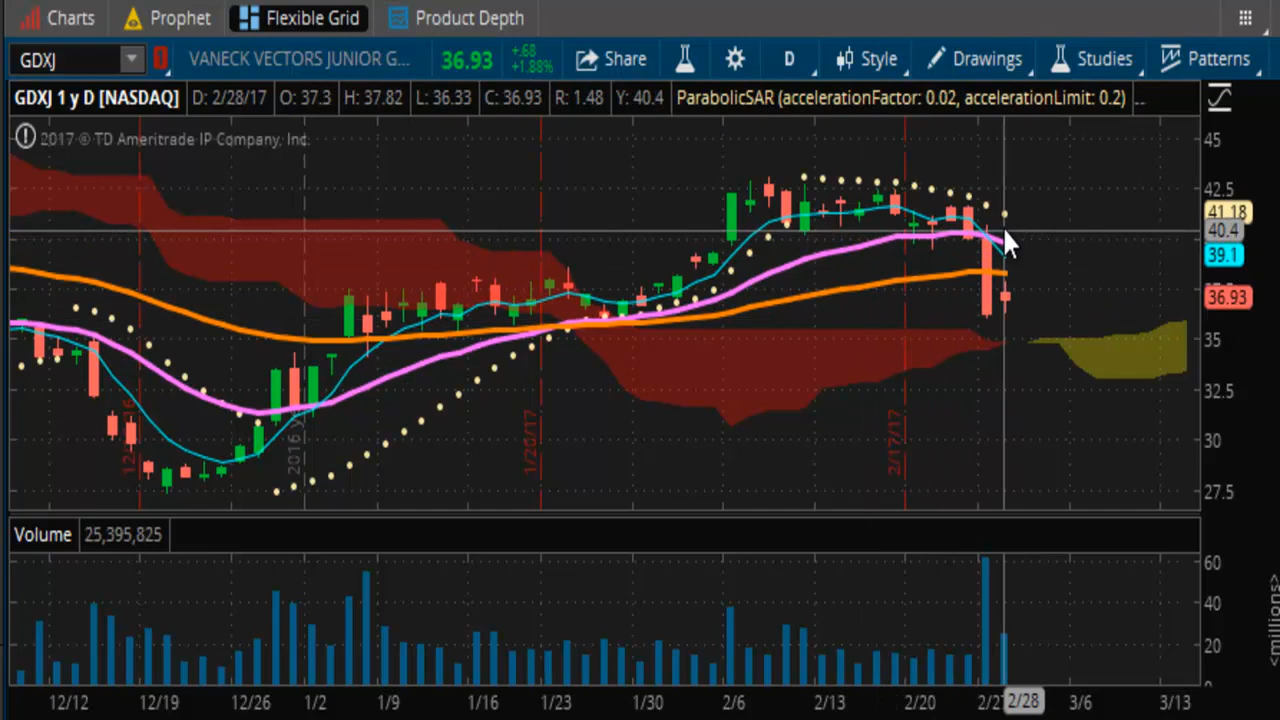 Charts Prophet Flexible Grid Product Depth
GDXJ VANECK VECTORS JUNIOR G... 36.93 +.68 +1.88% Share D Style Drawings Studies Patterns
GDXJ 1 y D [NASDAQ] D: 2/28/17 O: 37.3 H: 37.82 L: 36.33 C: 36.93 R: 1.48 Y: 40.4 ParabolicSAR (accelerationFactor: 0.02, accelerationLimit: 0.2) ...
2017 © TD Ameritrade IP Company, Inc.
45
42.5
41.18
40.4
39.1
36.93
35
32.5
30
27.5
1/20/17
2/17/17
Volume 25,395,825
60
40
20
<millions>
12/12 12/19 12/26 1/2 1/9 1/16 1/23 1/30 2/6 2/13 2/20 2/27 2/28 3/6 3/13